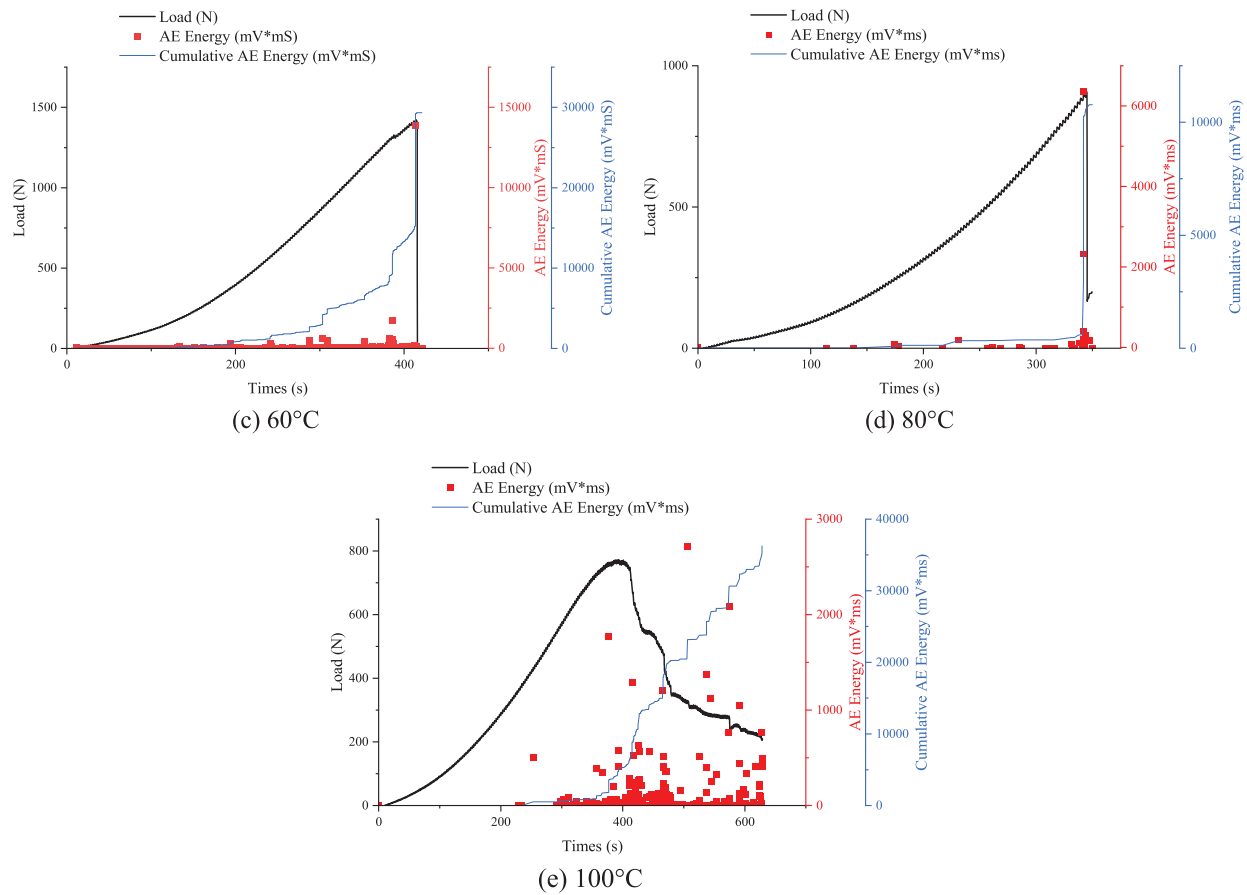 Load (N)
AE Energy (mV*mS)
Cumulative AE Energy (mV*mS)
1500
1000
500
0
Load (N)
0
200
400
Times (s)
15000
10000
5000
0
AE Energy (mV*mS)
30000
20000
10000
0
Cumulative AE Energy (mV*mS)
(c) 60°C
Load (N)
AE Energy (mV*ms)
Cumulative AE Energy (mV*ms)
1000
500
0
Load (N)
0
100
200
300
Times (s)
6000
4000
2000
0
AE Energy (mV*ms)
10000
5000
0
Cumulative AE Energy (mV*ms)
(d) 80°C
Load (N)
AE Energy (mV*ms)
Cumulative AE Energy (mV*ms)
800
600
400
200
0
Load (N)
0
200
400
600
Times (s)
3000
2000
1000
0
AE Energy (mV*ms)
40000
30000
20000
10000
0
Cumulative AE Energy (mV*ms)
(e) 100°C